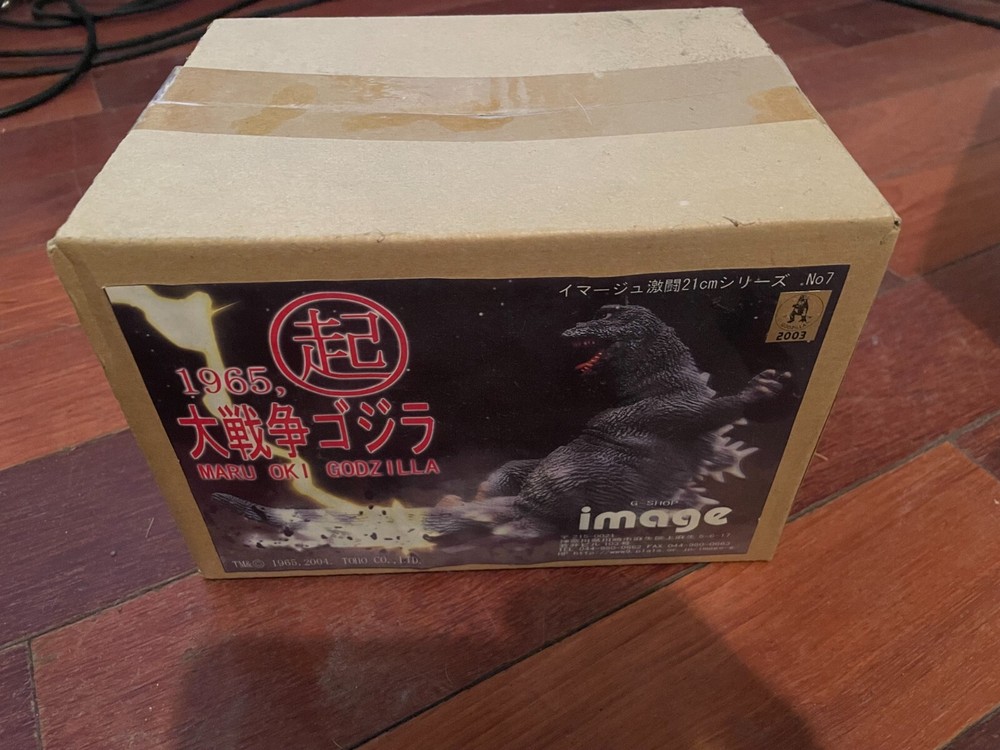 イマージュ激闘21cmシリーズ .No7
2003
起
1965,
大戦争ゴジラ
MARU OKI GODZILLA
G-SHOP
image
TM&© 1965,2004. TOHO CO.,LTD.